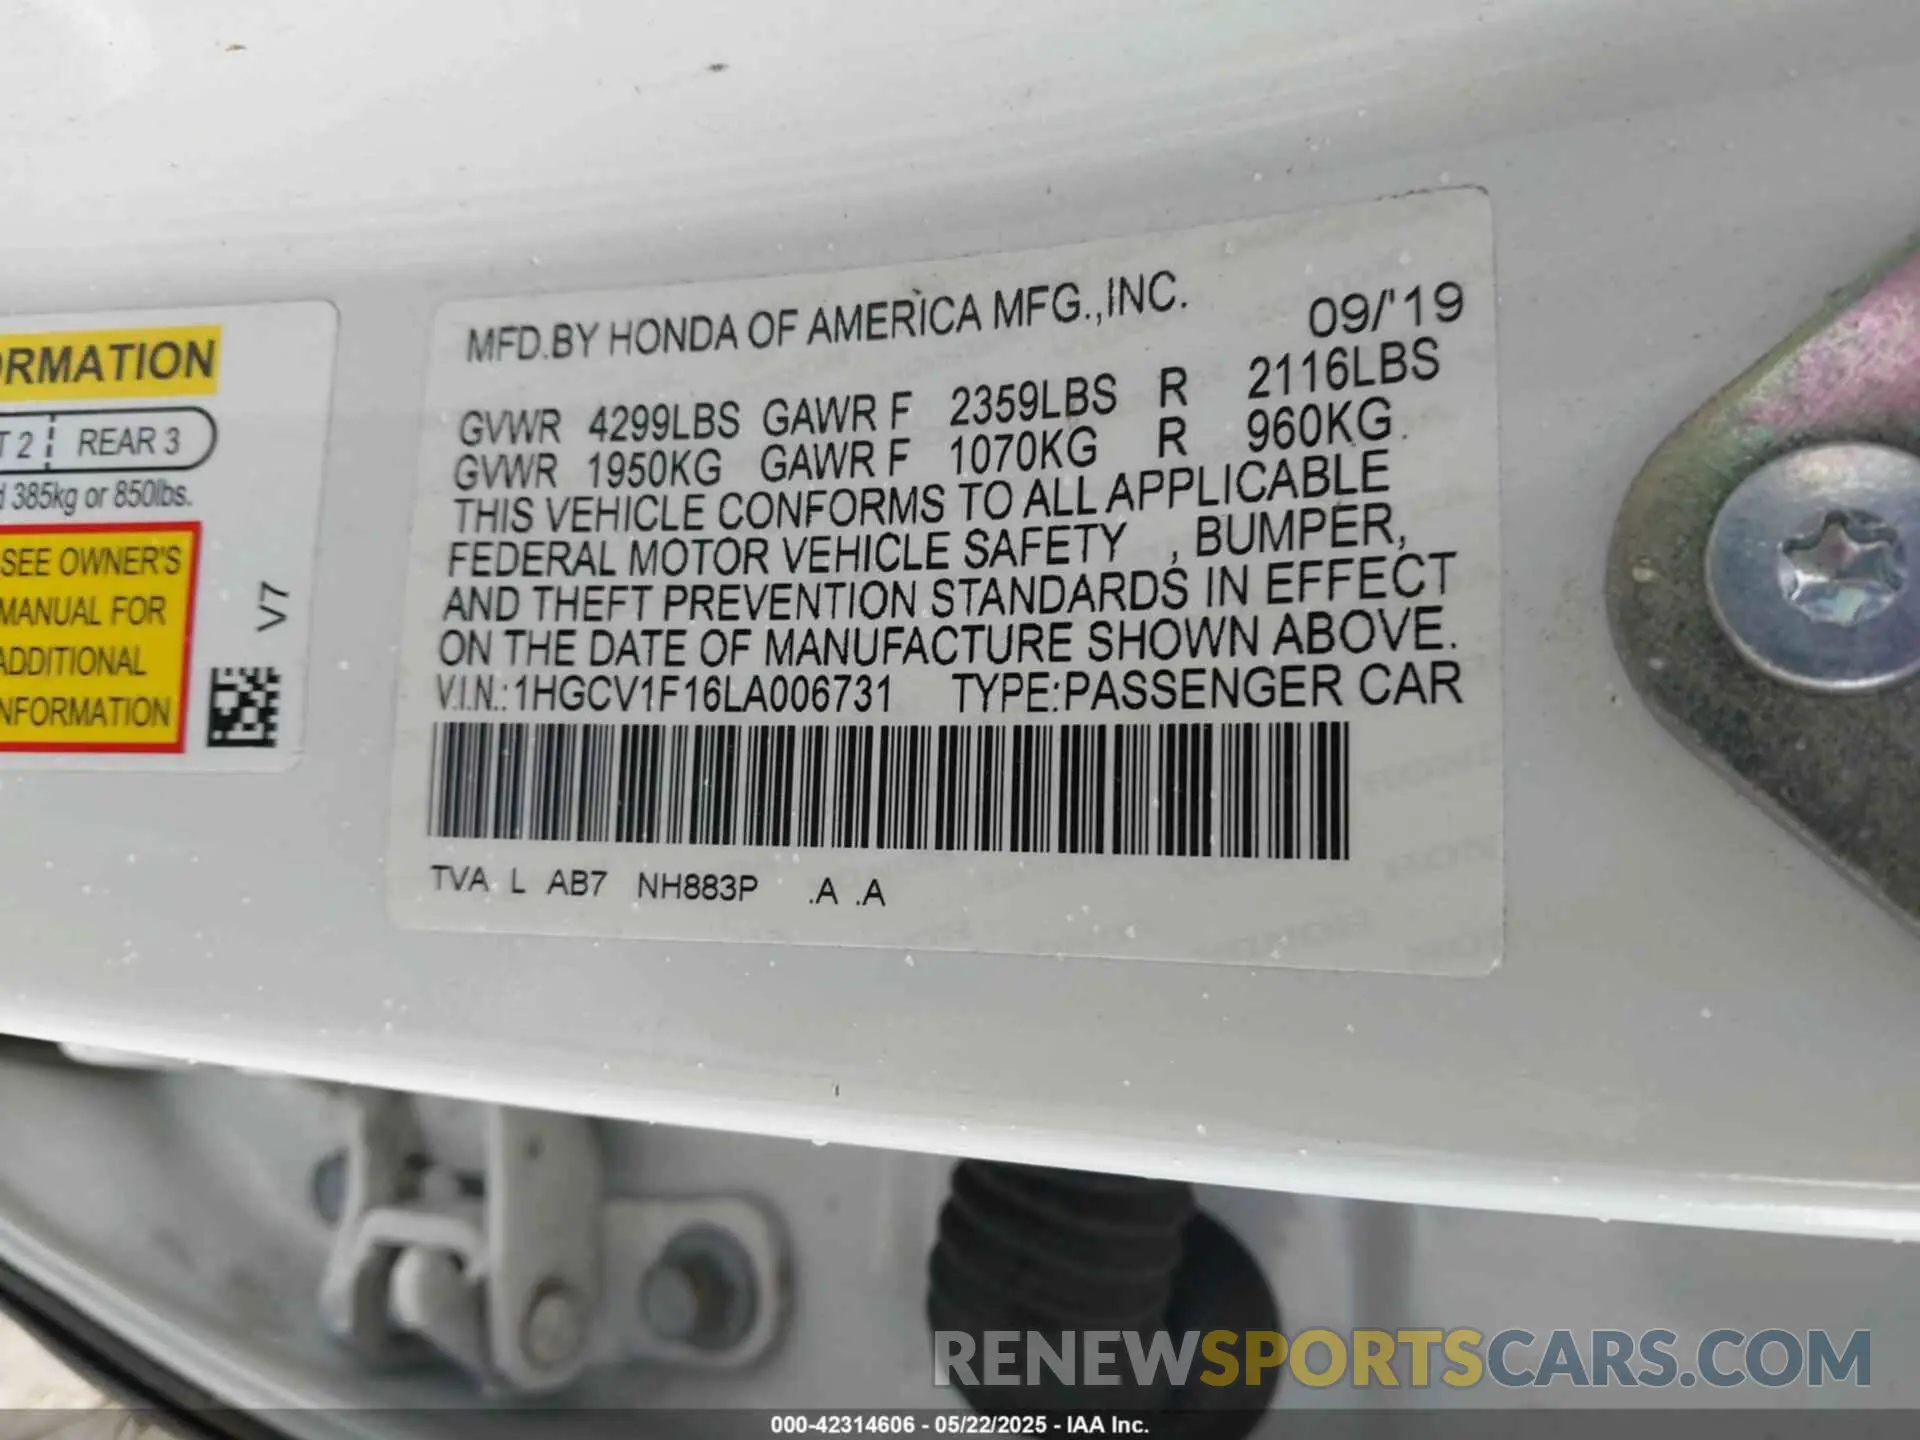 ORMATION
T 2 REAR 3
d 385kg or 850lbs.
SEE OWNER'S
MANUAL FOR
ADDITIONAL
NFORMATION
V7
MFD.BY HONDA OF AMERICA MFG.,INC. 09/'19
GVWR 4299LBS GAWR F 2359LBS R 2116LBS
GVWR 1950KG GAWR F 1070KG R 960KG
THIS VEHICLE CONFORMS TO ALL APPLICABLE
FEDERAL MOTOR VEHICLE SAFETY , BUMPER,
AND THEFT PREVENTION STANDARDS IN EFFECT
ON THE DATE OF MANUFACTURE SHOWN ABOVE.
V.I.N.: 1HGCV1F16LA006731 TYPE:PASSENGER CAR
TVA L AB7 NH883P .A .A
RENEWSPORTSCARS.COM
000-42314606 - 05/22/2025 - IAA Inc.